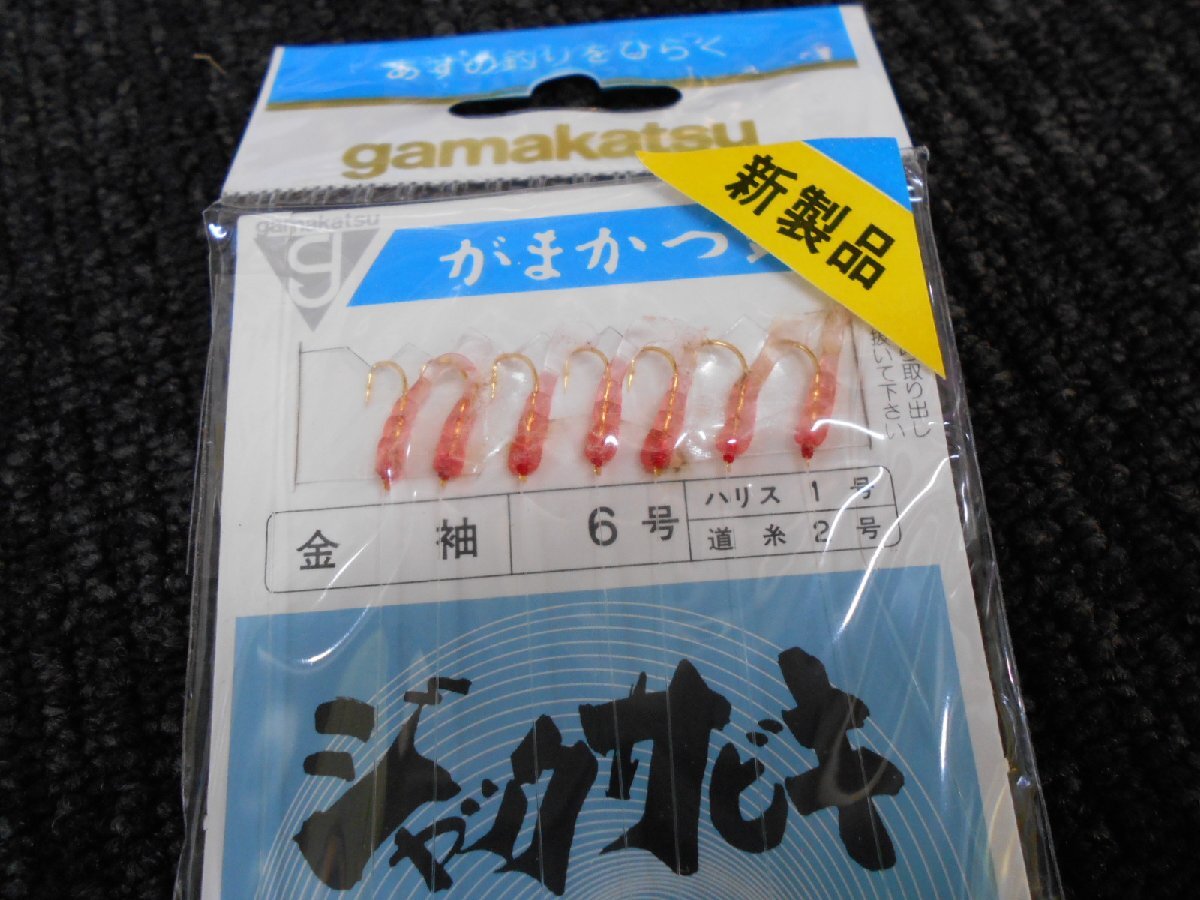 あすの釣りをひらく
gamakatsu
新製品
gamakatsu
g
がまかつ
取り出し
抜いて下さい
金 袖 6号
ハリス 1号
道糸 2号
ジャックサビキ